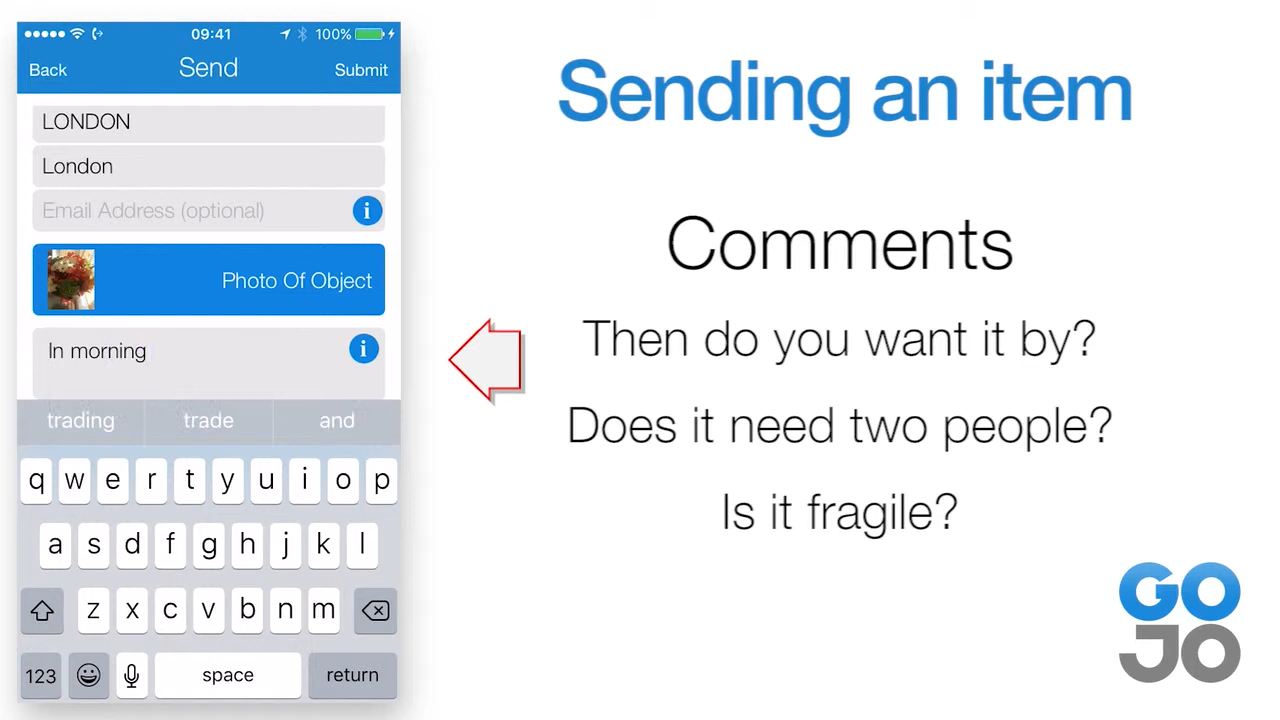 09:41
100%
Back
Send
Submit
LONDON
London
Email Address (optional)
i
Photo Of Object
In morning
i
trading
trade
and
q w e r t y u i o p
a s d f g h j k l
z x c v b n m
123
space
return
Sending an item
Comments
Then do you want it by?
Does it need two people?
Is it fragile?
GO
JO